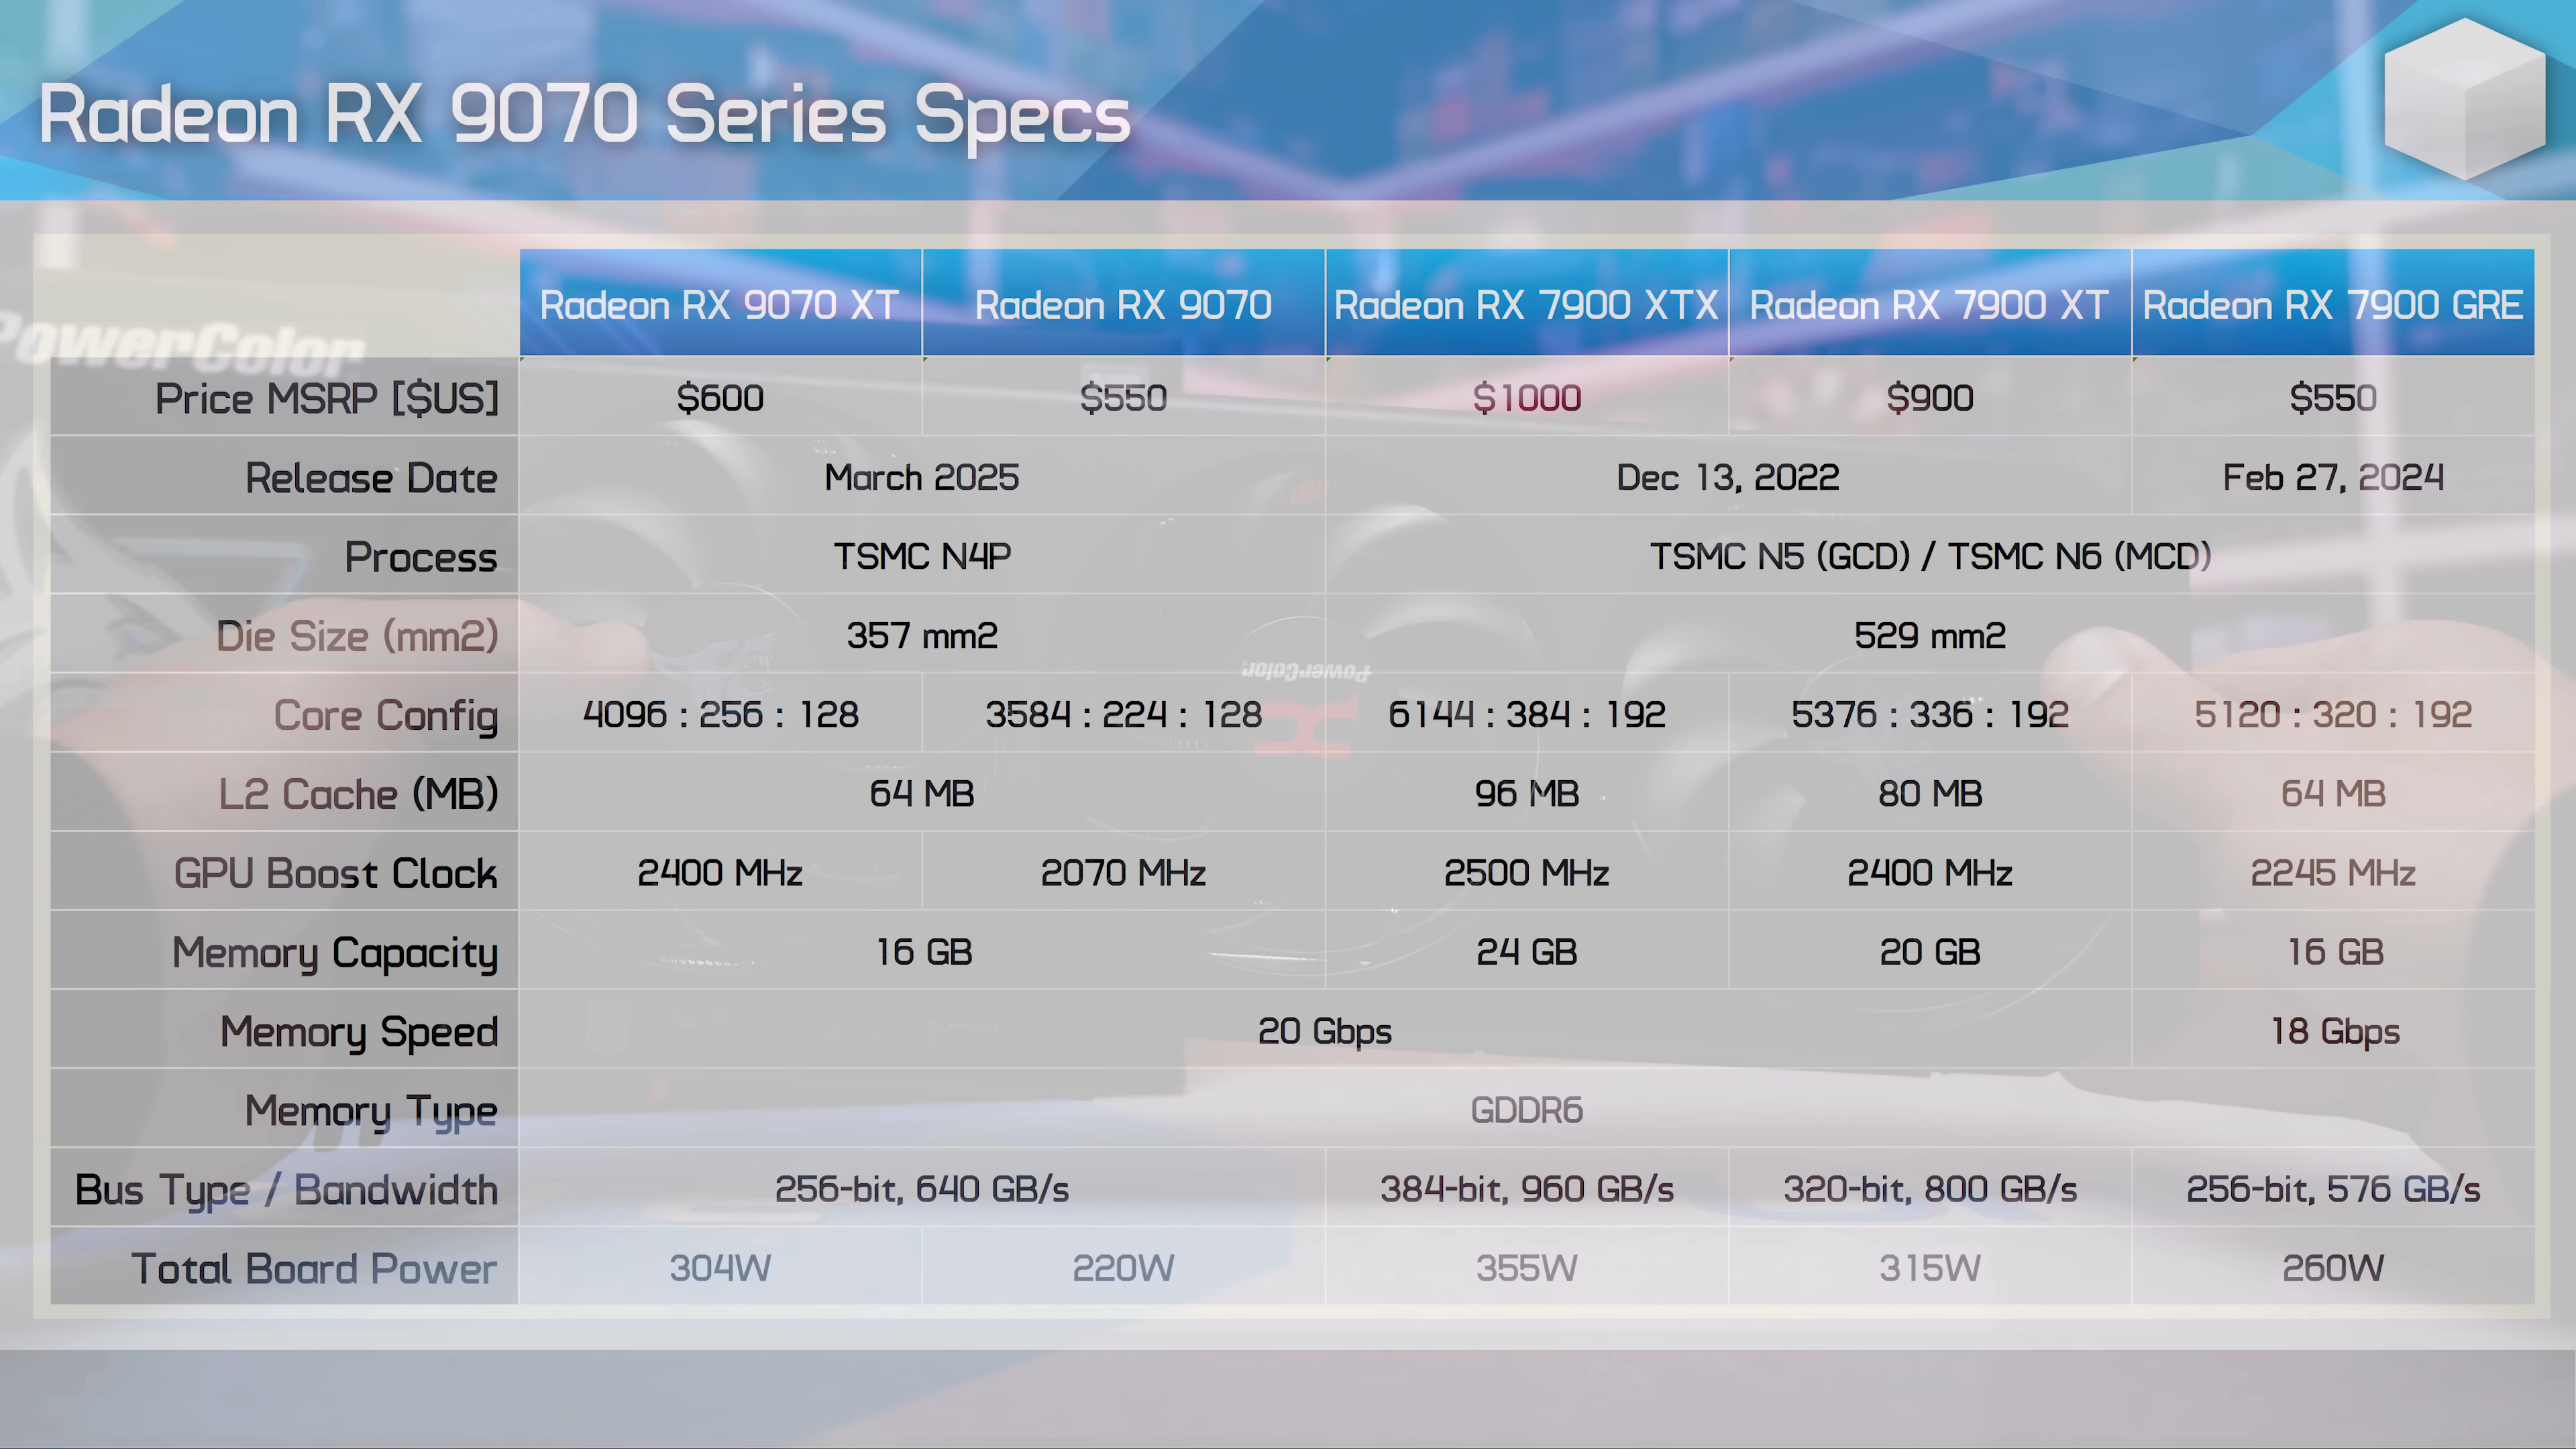 Radeon RX 9070 Series Specs
Radeon RX 9070 XT Radeon RX 9070 Radeon RX 7900 XTX Radeon RX 7900 XT Radeon RX 7900 GRE
PowerColor
Price MSRP [$US] $600 $550 $1000 $900 $550
Release Date March 2025 Dec 13, 2022 Feb 27, 2024
Process TSMC N4P TSMC N5 (GCD) / TSMC N6 (MCD)
Die Size (mm2) 357 mm2 529 mm2
PowerColor
Core Config 4096 : 256 : 128 3584 : 224 : 128 6144 : 384 : 192 5376 : 336 : 192 5120 : 320 : 192
L2 Cache (MB) 64 MB 96 MB 80 MB 64 MB
GPU Boost Clock 2400 MHz 2070 MHz 2500 MHz 2400 MHz 2245 MHz
Memory Capacity 16 GB 24 GB 20 GB 16 GB
Memory Speed 20 Gbps 18 Gbps
Memory Type GDDR6
Bus Type / Bandwidth 256-bit, 640 GB/s 384-bit, 960 GB/s 320-bit, 800 GB/s 256-bit, 576 GB/s
Total Board Power 304W 220W 355W 315W 260W